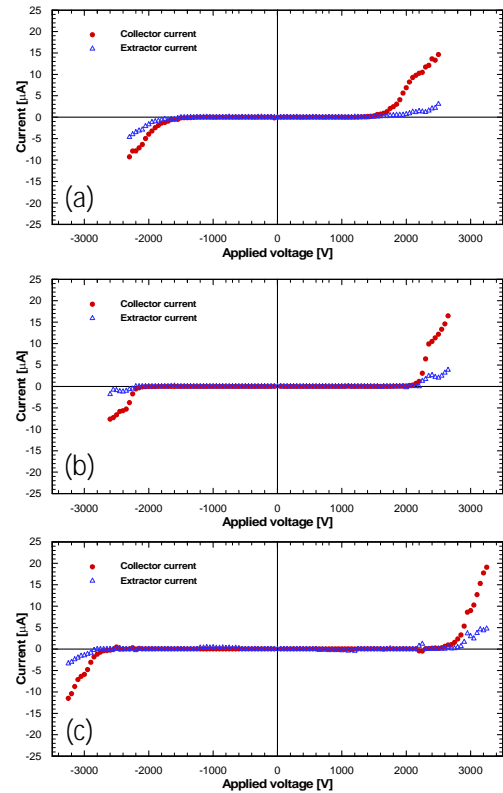 25
20
15
10
5
0
-5
-10
-15
-20
-25
Current [μA]
Collector current
Extractor current
(a)
-3000 -2000 -1000 0 1000 2000 3000
Applied voltage [V]
25
20
15
10
5
0
-5
-10
-15
-20
-25
Current [μA]
Collector current
Extractor current
(b)
-3000 -2000 -1000 0 1000 2000 3000
Applied voltage [V]
25
20
15
10
5
0
-5
-10
-15
-20
-25
Current [μA]
Collector current
Extractor current
(c)
-3000 -2000 -1000 0 1000 2000 3000
Applied voltage [V]